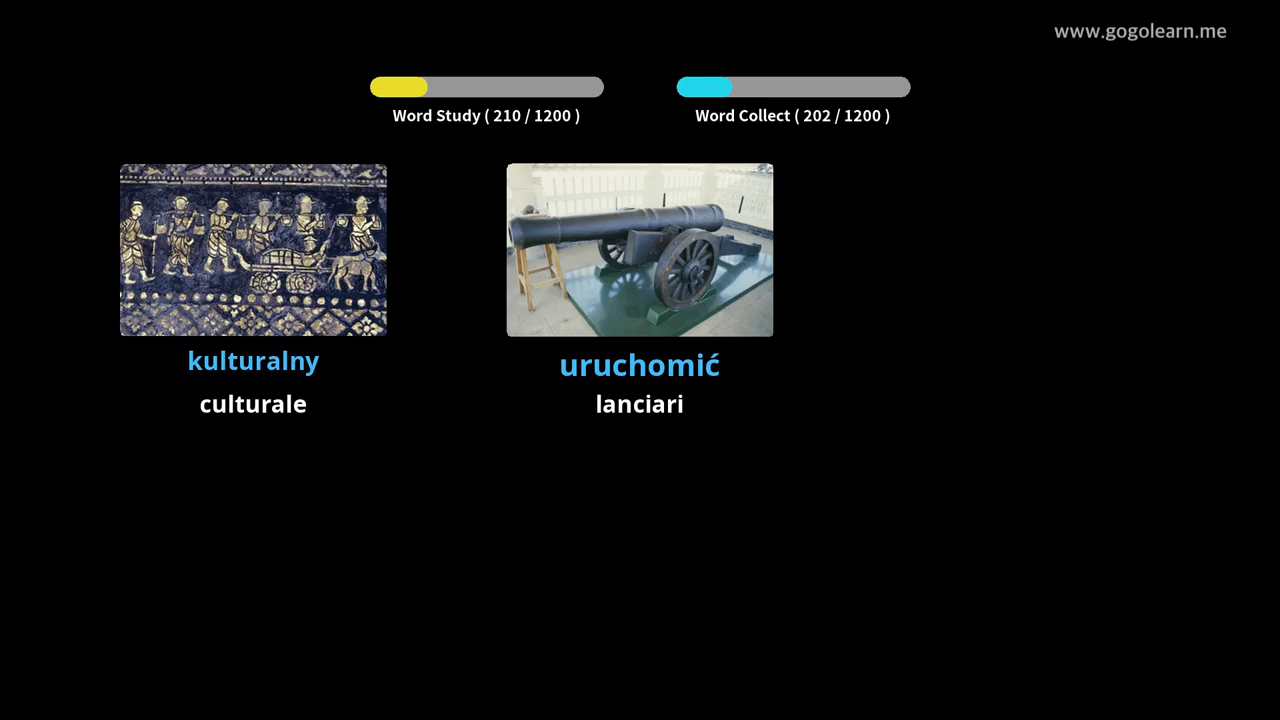 www.gogolearn.me
Word Study ( 210 / 1200 )
Word Collect ( 202 / 1200 )
kulturalny
culturale
uruchomić
lanciari